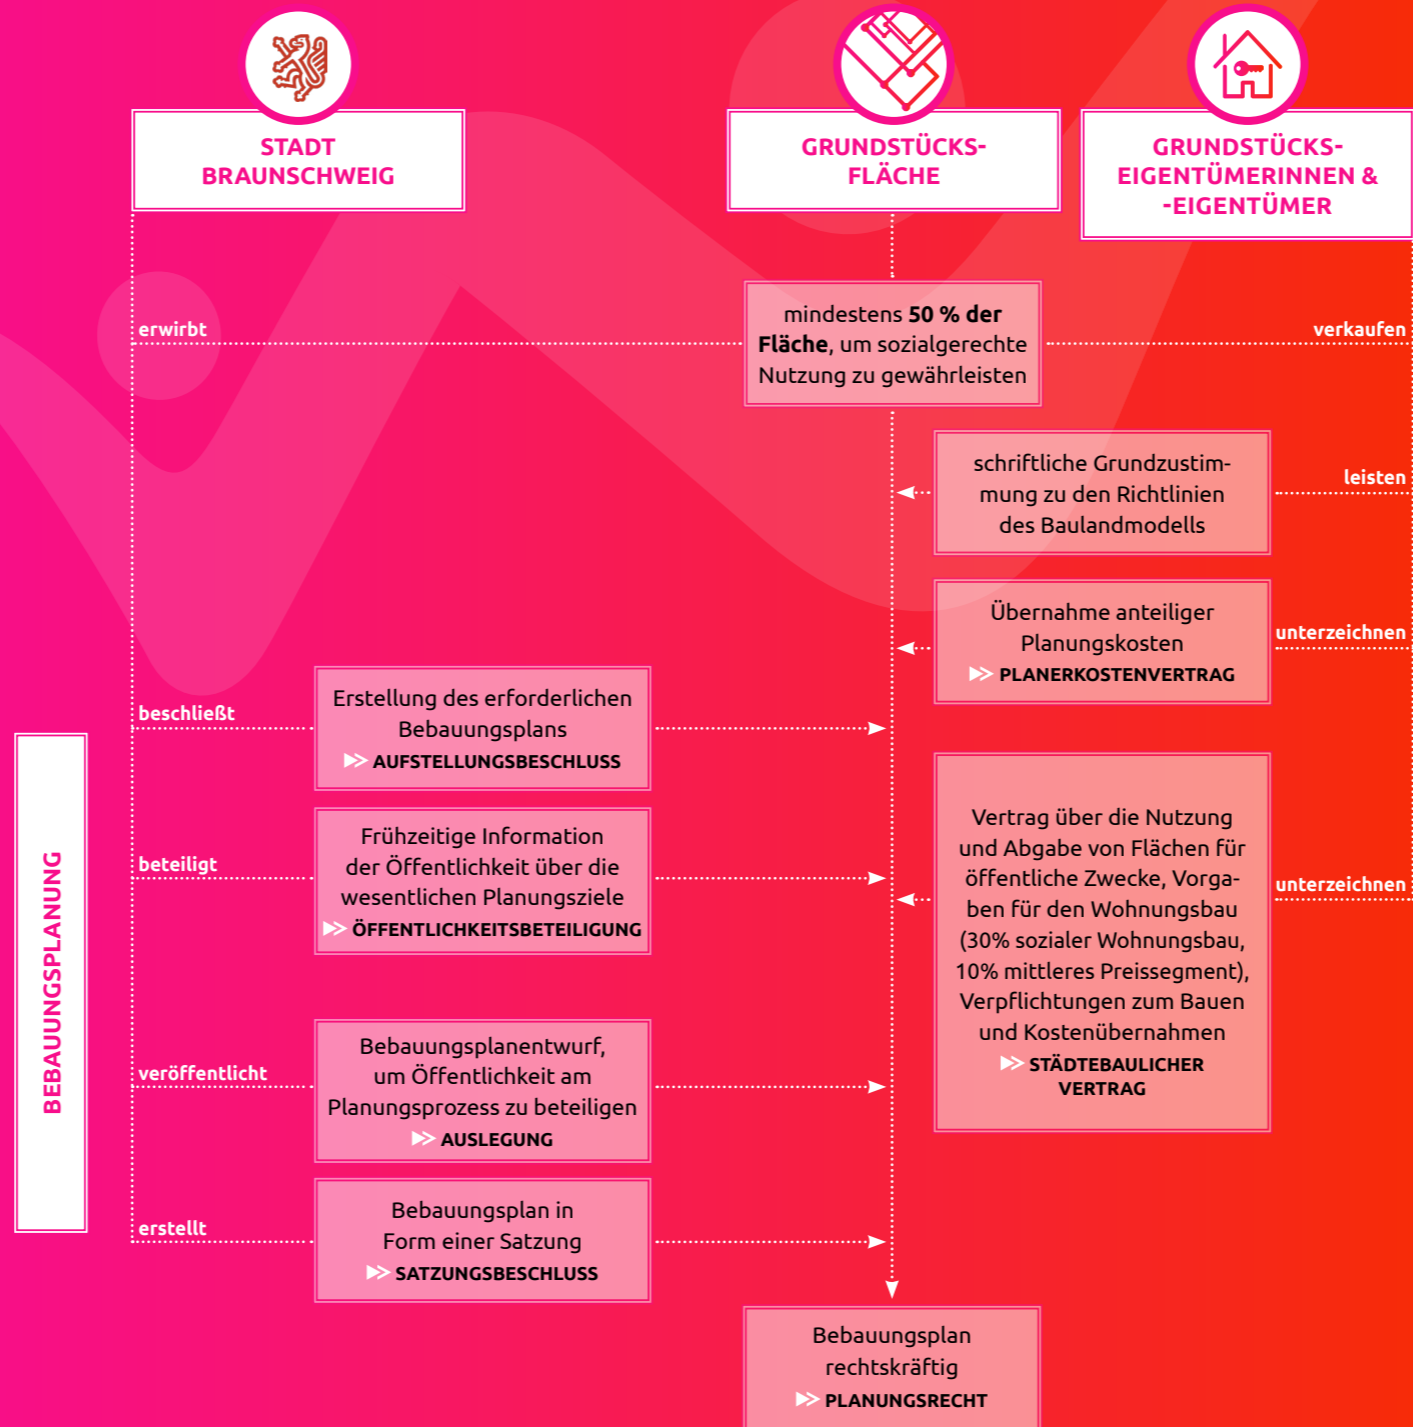 STADT
BRAUNSCHWEIG
GRUNDSTÜCKS-
FLÄCHE
GRUNDSTÜCKS-
EIGENTÜMERINNEN &
-EIGENTÜMER
erwirbt
mindestens 50 % der
Fläche, um sozialgerechte
Nutzung zu gewährleisten
verkaufen
schriftliche Grundzustim-
mung zu den Richtlinien
des Baulandmodells
leisten
Übernahme anteiliger
Planungskosten
PLANERKOSTENVERTRAG
unterzeichnen
BEBAUUNGSPLANUNG
beschließt
Erstellung des erforderlichen
Bebauungsplans
AUFSTELLUNGSBESCHLUSS
beteiligt
Frühzeitige Information
der Öffentlichkeit über die
wesentlichen Planungsziele
ÖFFENTLICHKEITSBETEILIGUNG
Vertrag über die Nutzung
und Abgabe von Flächen für
öffentliche Zwecke, Vorga-
ben für den Wohnungsbau
(30% sozialer Wohnungsbau,
10% mittleres Preissegment),
Verpflichtungen zum Bauen
und Kostenübernahmen
STÄDTEBAULICHER
VERTRAG
unterzeichnen
veröffentlicht
Bebauungsplanentwurf,
um Öffentlichkeit am
Planungsprozess zu beteiligen
AUSLEGUNG
erstellt
Bebauungsplan in
Form einer Satzung
SATZUNGSBESCHLUSS
Bebauungsplan
rechtskräftig
PLANUNGSRECHT